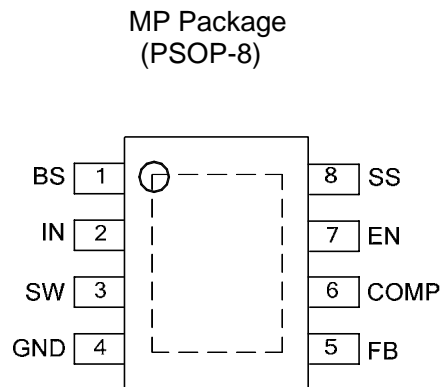 MP Package
(PSOP-8)
BS 1 8 SS
IN 2 7 EN
SW 3 6 COMP
GND 4 5 FB